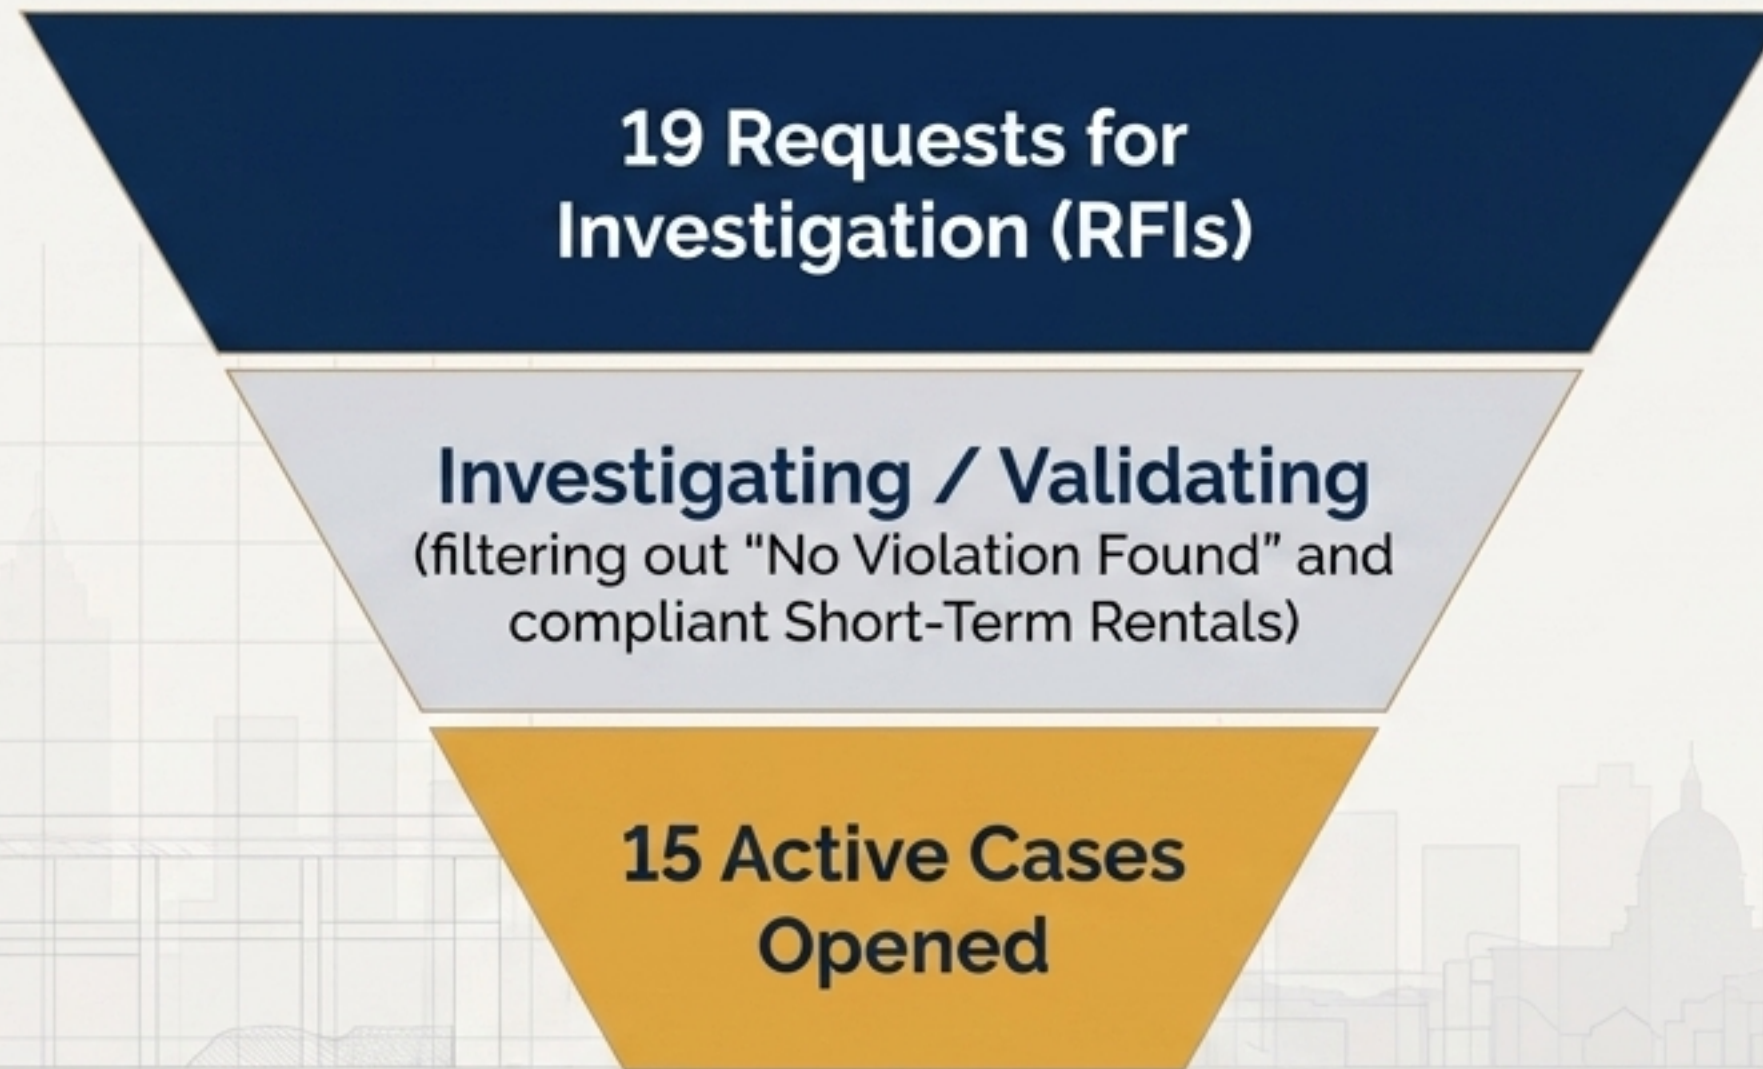 19 Requests for
Investigation (RFIs)
Investigating / Validating
(filtering out “No Violation Found” and
compliant Short-Term Rentals)
15 Active Cases
Opened